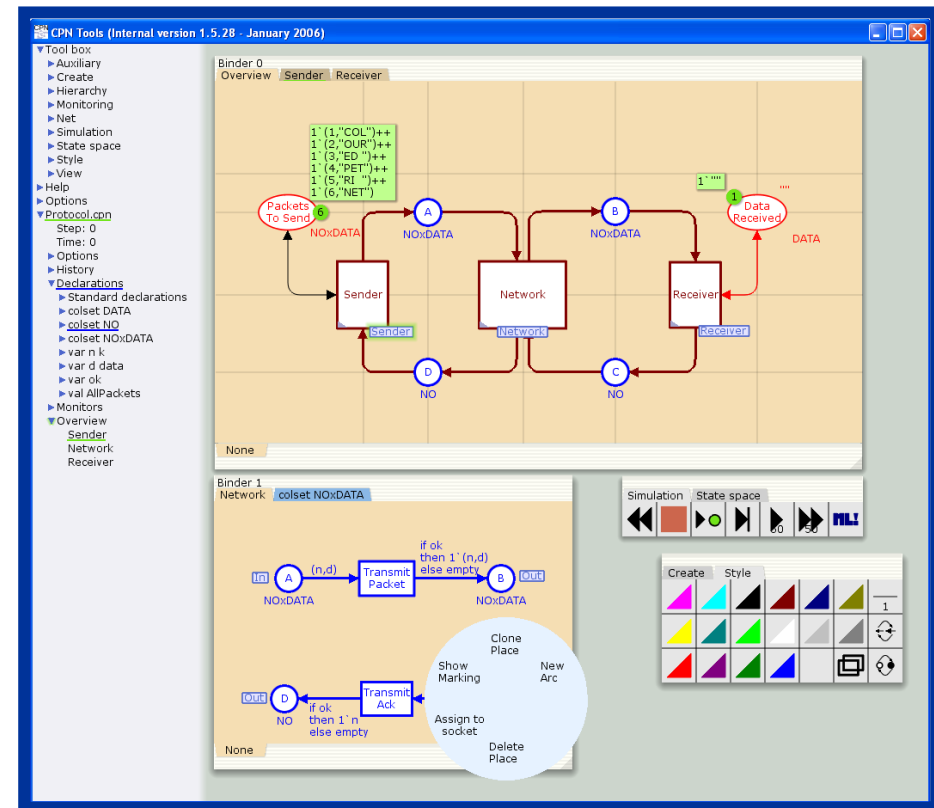 CPN Tools (Internal version 1.5.28 - January 2006)
Tool box
Auxiliary
Create
Hierarchy
Monitoring
Net
Simulation
State space
Style
View
Help
Options
Protocol.cpn
Step: 0
Time: 0
Options
History
Declarations
Standard declarations
colset DATA
colset NO
colset NOxDATA
var n k
var d data
var ok
val AllPackets
Monitors
Overview
Sender
Network
Receiver
Binder 0
Overview Sender Receiver
1`(1,"COL")++
1`(2,"OUR")++
1`(3,"ED ")++
1`(4,"PET")++
1`(5,"RI  ")++
1`(6,"NET")
Packets
To Send
6
NOxDATA
A
NOxDATA
B
NOxDATA
1`""
1
""
Data
Received
DATA
Sender
Sender
Network
Network
Receiver
Receiver
D
NO
C
NO
None
Binder 1
Network colset NOxDATA
In
A
NOxDATA
(n,d)
Transmit
Packet
if ok
then 1`(n,d)
else empty
B
Out
NOxDATA
Out
D
NO
if ok
then 1`n
else empty
Transmit
Ack
Clone
Place
Show
Marking
New
Arc
Assign to
socket
Delete
Place
None
Simulation State space
50
ML!
Create Style
1